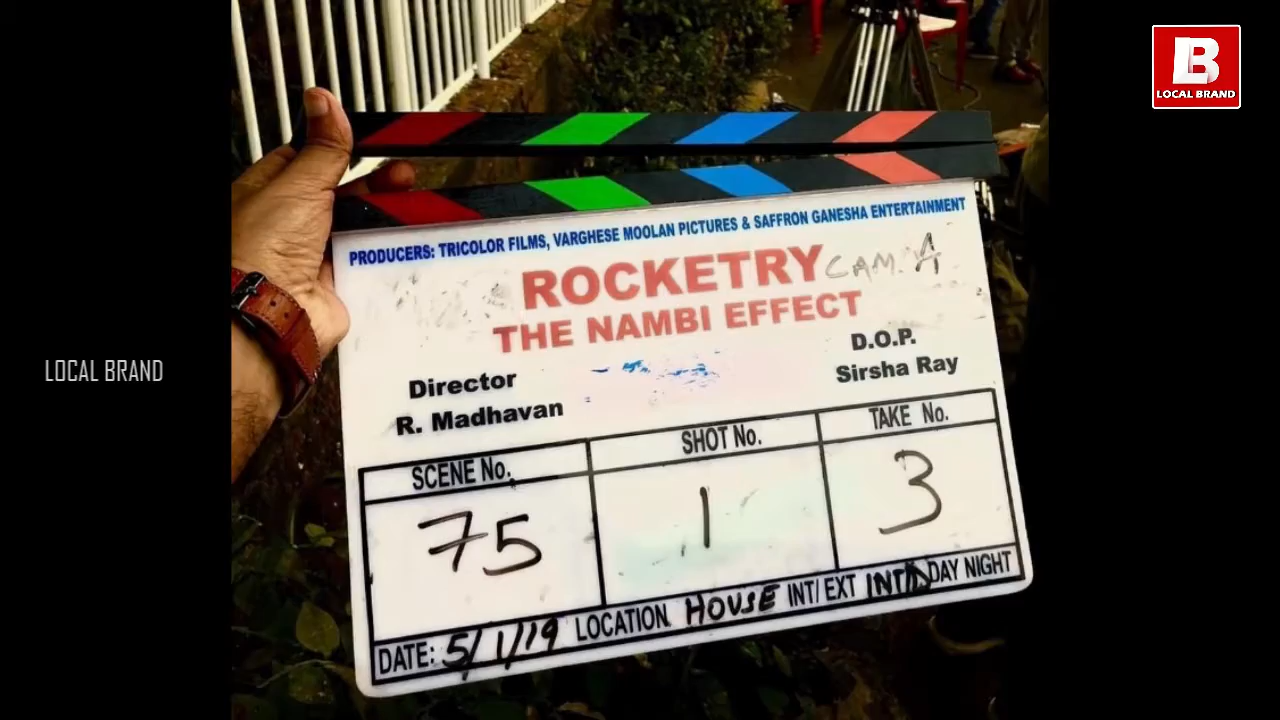 B
LOCAL BRAND
LOCAL BRAND
PRODUCERS: TRICOLOR FILMS, VARGHESE MOOLAN PICTURES & SAFFRON GANESHA ENTERTAINMENT
ROCKETRY CAM. A
THE NAMBI EFFECT
Director
R. Madhavan
D.O.P.
Sirsha Ray
SCENE No. SHOT No. TAKE No.
75 1 3
DATE: 5/1/19 LOCATION HOUSE INT/EXT INT/D DAY NIGHT